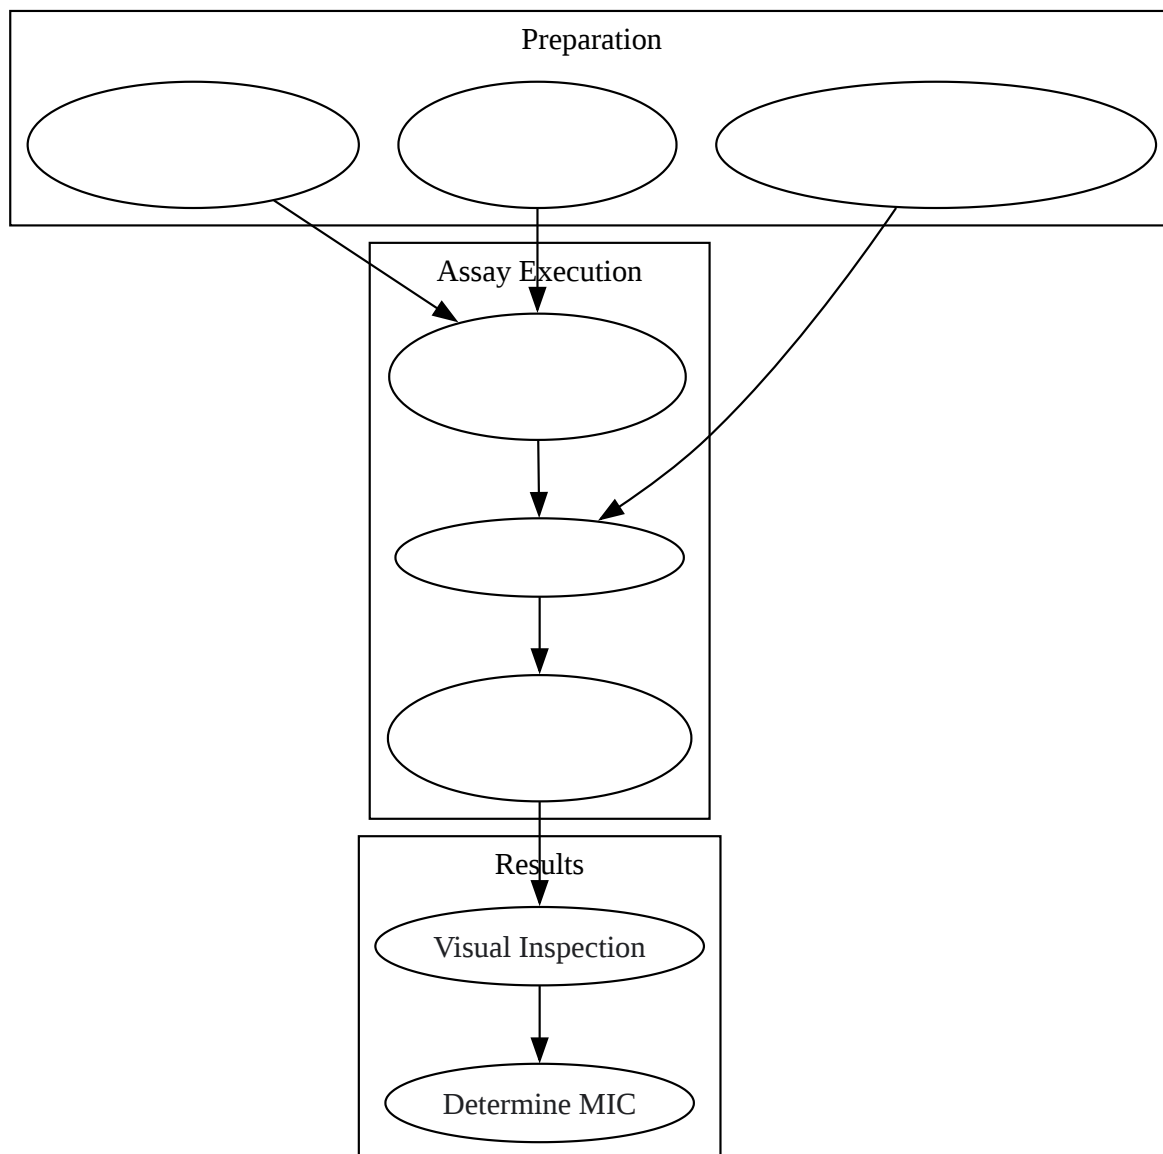 Preparation
Assay Execution
Results
Visual Inspection
Determine MIC